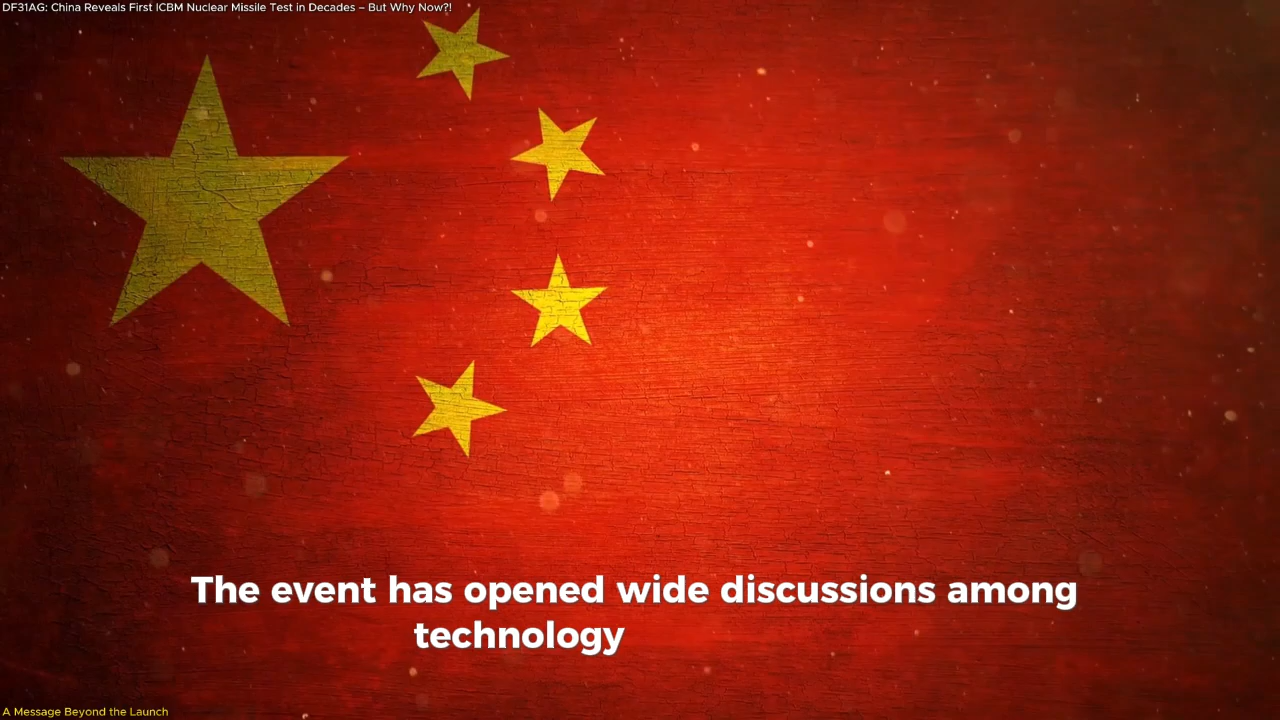 DF31AG: China Reveals First ICBM Nuclear Missile Test in Decades – But Why Now?!
The event has opened wide discussions among
technology
A Message Beyond the Launch